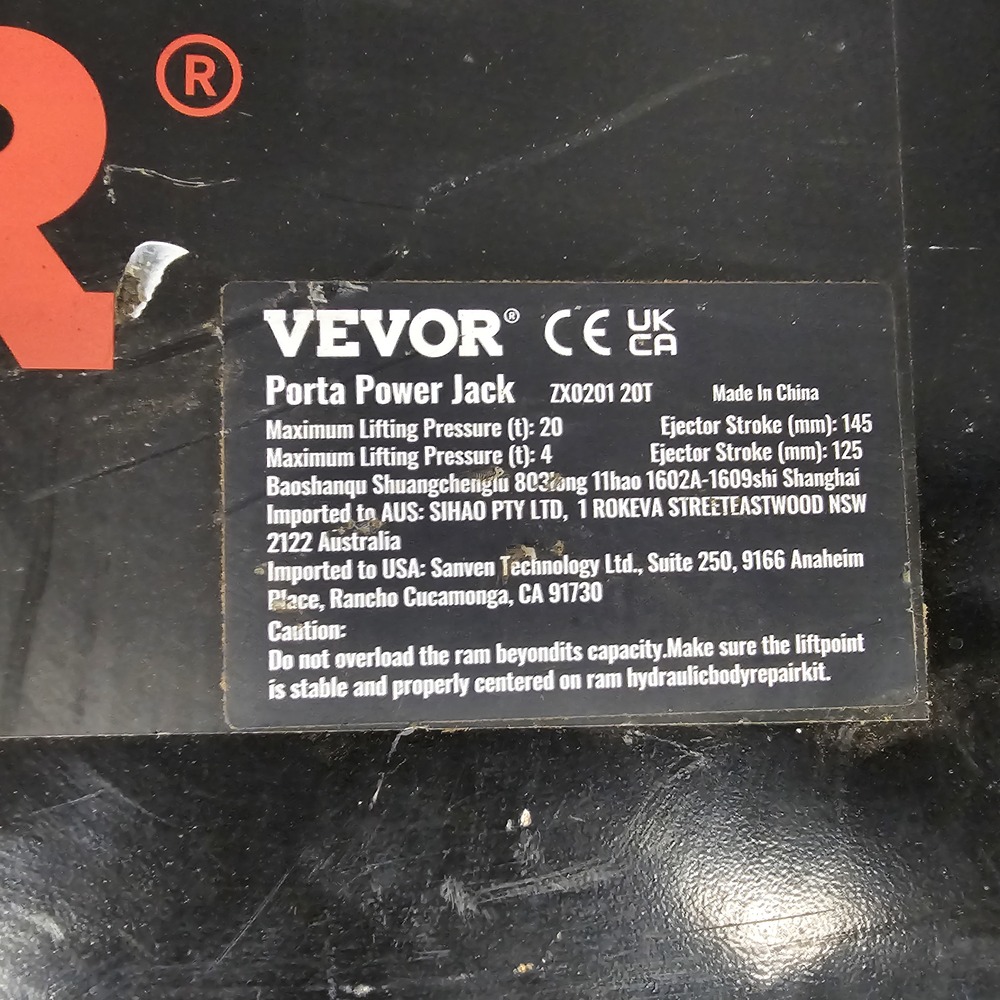 R ®
VEVOR® CE UK CA
Porta Power Jack ZX0201 20T Made In China
Maximum Lifting Pressure (t): 20 Ejector Stroke (mm): 145
Maximum Lifting Pressure (t): 4 Ejector Stroke (mm): 125
Baoshanqu Shuangchenglu 11hao 1602A-1609shi Shanghai
Imported to AUS: SIHAO PTY LTD, 1 ROKEVA STREETEASTWOOD NSW
2122 Australia
Imported to USA: Sanven Technology Ltd., Suite 250, 9166 Anaheim
Place, Rancho Cucamonga, CA 91730
Caution:
Do not overload the ram beyondits capacity.Make sure the liftpoint
is stable and properly centered on ram hydraulicbodyrepairkit.